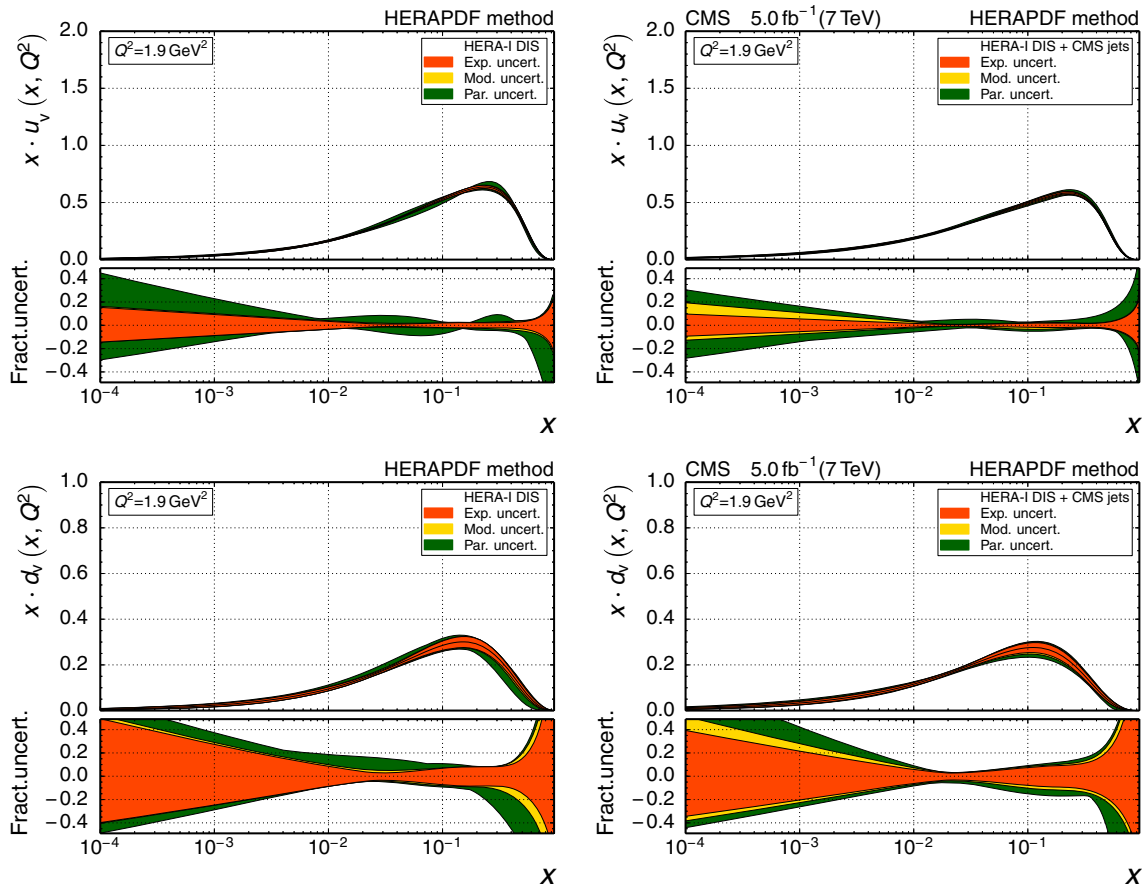 HERAPDF method
x · uᵥ (x, Q²)
2.0
1.5
1.0
0.5
0.0
Q²=1.9 GeV²
HERA-I DIS
Exp. uncert.
Mod. uncert.
Par. uncert.
Fract.uncert.
0.4
0.2
0.0
−0.2
−0.4
10⁻⁴ 10⁻³ 10⁻² 10⁻¹
x
CMS 5.0 fb⁻¹ (7 TeV) HERAPDF method
x · uᵥ (x, Q²)
2.0
1.5
1.0
0.5
0.0
Q²=1.9 GeV²
HERA-I DIS + CMS jets
Exp. uncert.
Mod. uncert.
Par. uncert.
Fract.uncert.
0.4
0.2
0.0
−0.2
−0.4
10⁻⁴ 10⁻³ 10⁻² 10⁻¹
x
HERAPDF method
x · dᵥ (x, Q²)
1.0
0.8
0.6
0.4
0.2
0.0
Q²=1.9 GeV²
HERA-I DIS
Exp. uncert.
Mod. uncert.
Par. uncert.
Fract.uncert.
0.4
0.2
0.0
−0.2
−0.4
10⁻⁴ 10⁻³ 10⁻² 10⁻¹
x
CMS 5.0 fb⁻¹ (7 TeV) HERAPDF method
x · dᵥ (x, Q²)
1.0
0.8
0.6
0.4
0.2
0.0
Q²=1.9 GeV²
HERA-I DIS + CMS jets
Exp. uncert.
Mod. uncert.
Par. uncert.
Fract.uncert.
0.4
0.2
0.0
−0.2
−0.4
10⁻⁴ 10⁻³ 10⁻² 10⁻¹
x